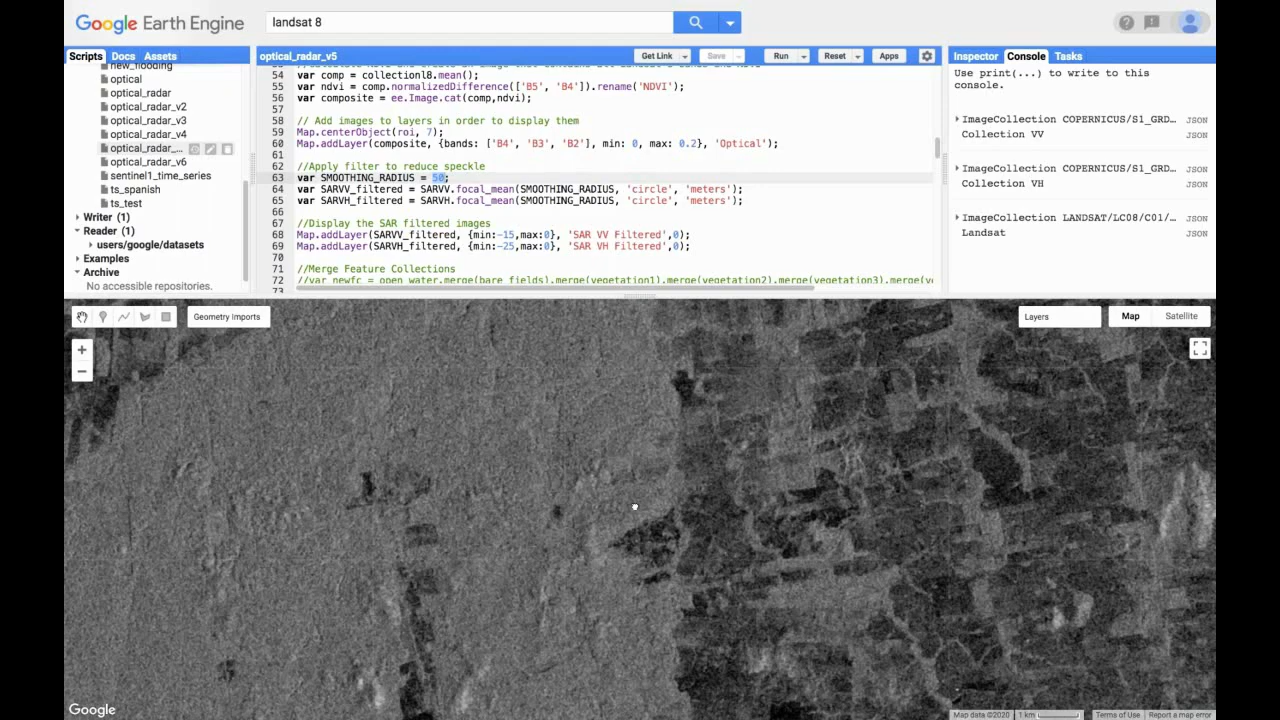 Google Earth Engine
landsat 8
Scripts Docs Assets
new_flooding
optical
optical_radar
optical_radar_v2
optical_radar_v3
optical_radar_v4
optical_radar_...
optical_radar_v6
sentinel1_time_series
ts_spanish
ts_test
Writer (1)
Reader (1)
users/google/datasets
Examples
Archive
No accessible repositories.
optical_radar_v5
Get Link Save Run Reset Apps
54 var comp = collectionl8.mean();
55 var ndvi = comp.normalizedDifference(['B5', 'B4']).rename('NDVI');
56 var composite = ee.Image.cat(comp,ndvi);
57
58 // Add images to layers in order to display them
59 Map.centerObject(roi, 7);
60 Map.addLayer(composite, {bands: ['B4', 'B3', 'B2'], min: 0, max: 0.2}, 'Optical');
61
62 //Apply filter to reduce speckle
63 var SMOOTHING_RADIUS = 50;
64 var SARVV_filtered = SARVV.focal_mean(SMOOTHING_RADIUS, 'circle', 'meters');
65 var SARVH_filtered = SARVH.focal_mean(SMOOTHING_RADIUS, 'circle', 'meters');
66
67 //Display the SAR filtered images
68 Map.addLayer(SARVV_filtered, {min:-15,max:0}, 'SAR VV Filtered',0);
69 Map.addLayer(SARVH_filtered, {min:-25,max:0}, 'SAR VH Filtered',0);
70
71 //Merge Feature Collections
72 //var newfc = open_water.merge(bare_fields).merge(vegetation1).merge(vegetation2).merge(vegetation3).merge(ve
73
Inspector Console Tasks
Use print(...) to write to this
console.
ImageCollection COPERNICUS/S1_GRD... JSON
Collection VV JSON
ImageCollection COPERNICUS/S1_GRD... JSON
Collection VH JSON
ImageCollection LANDSAT/LC08/C01/... JSON
Landsat JSON
Geometry Imports
Layers
Map Satellite
Google
Map data ©2020 1 km Terms of Use Report a map error